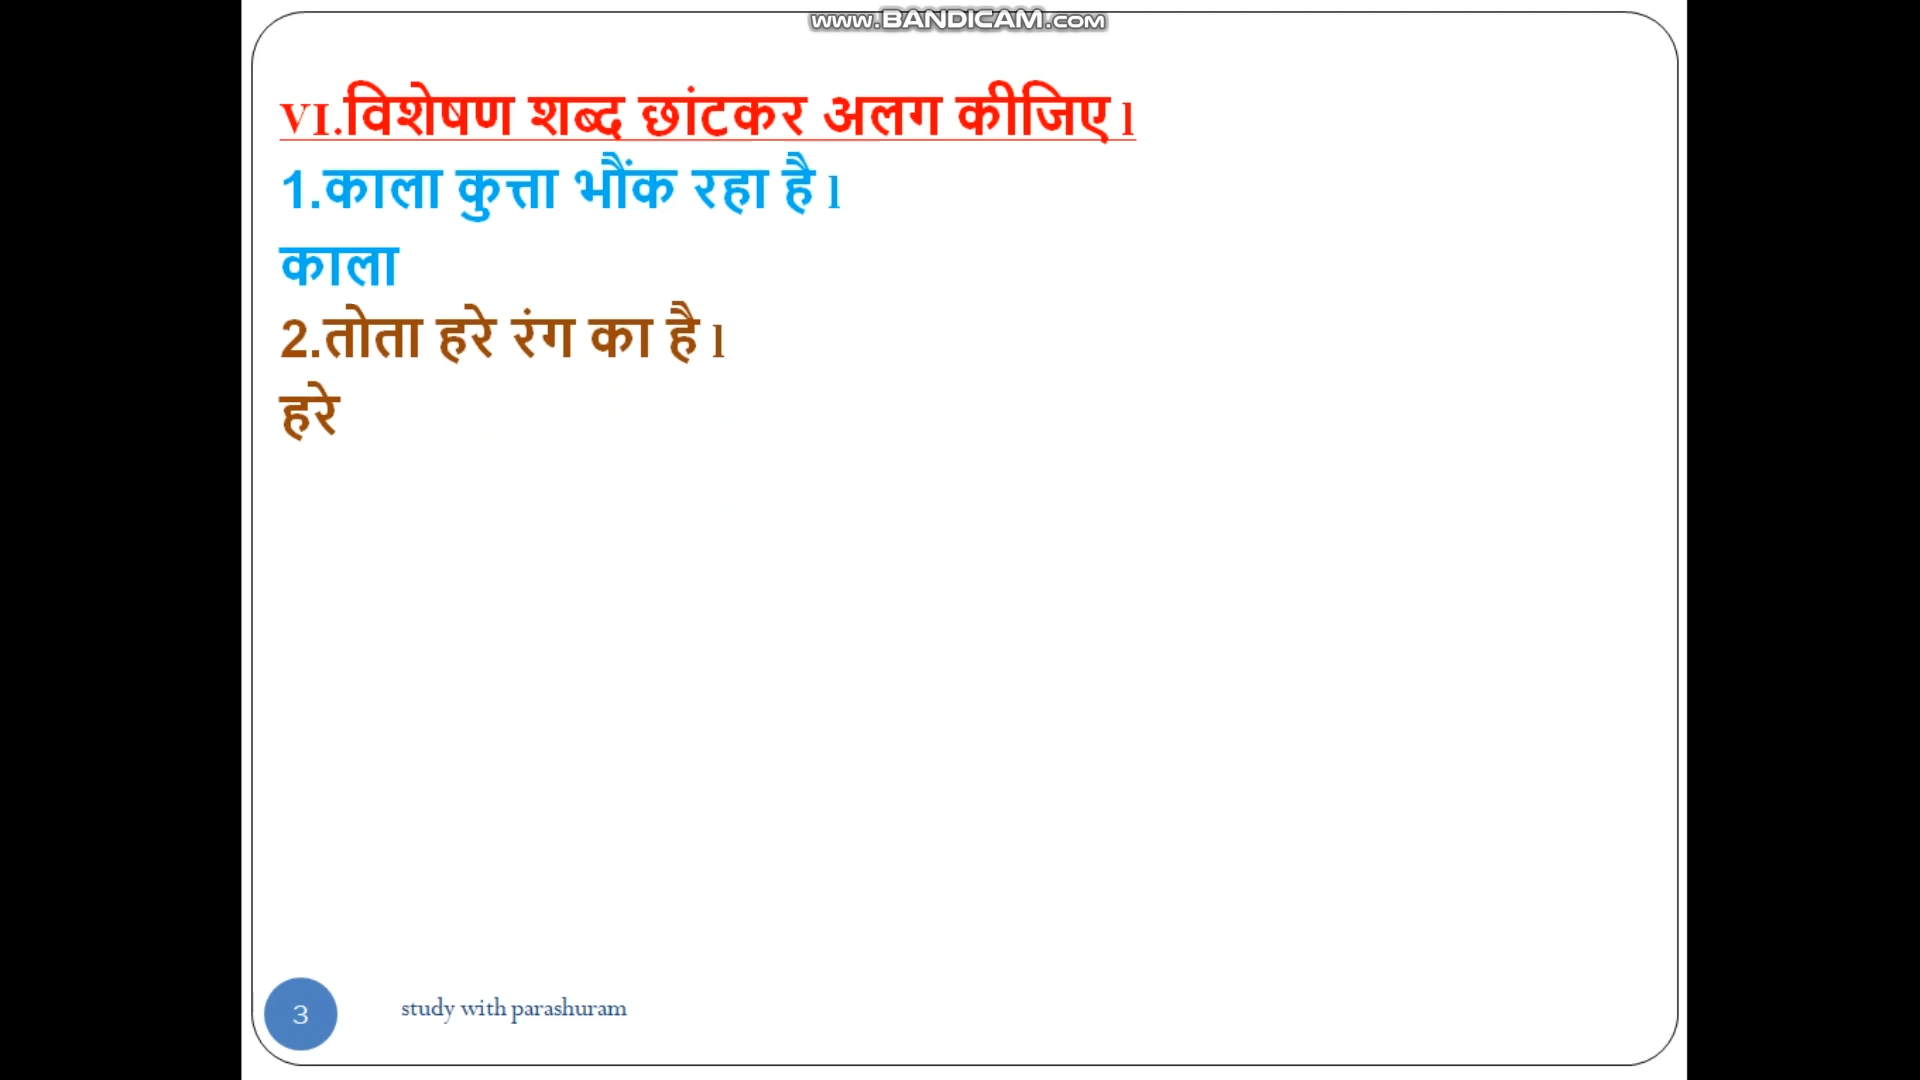 www.BANDICAM.com
VI.विशेषण शब्द छांटकर अलग कीजिए l
1.काला कुत्ता भौंक रहा है l
काला
2.तोता हरे रंग का है l
हरे
3
study with parashuram